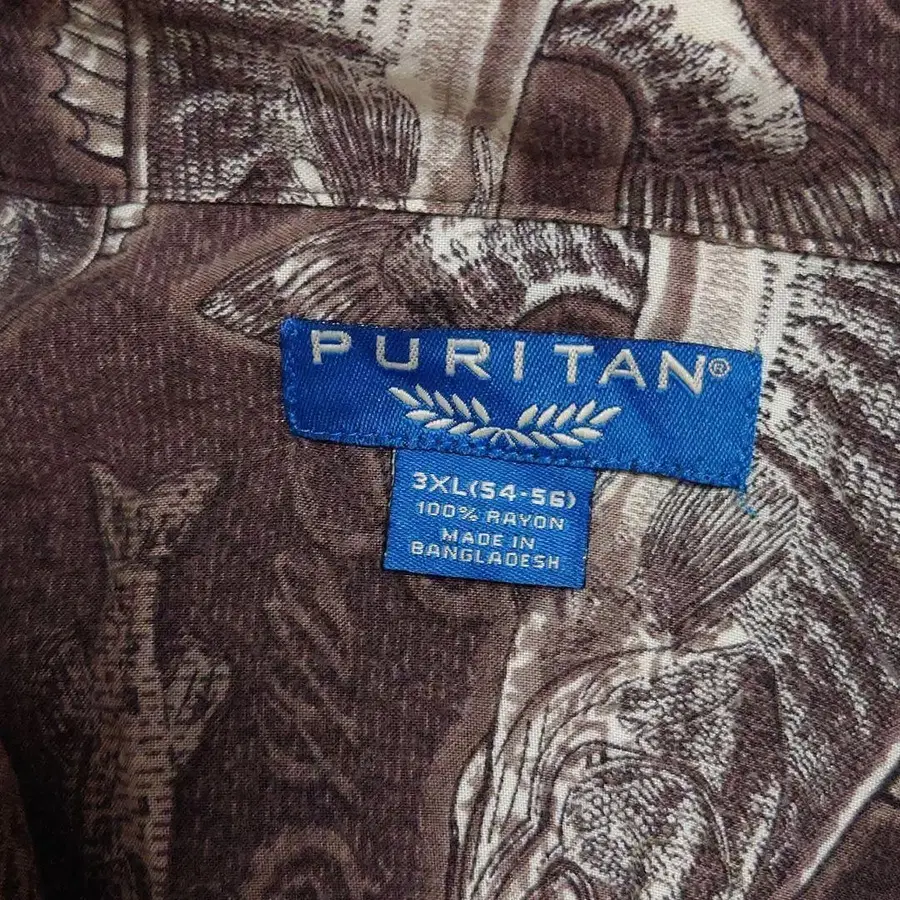 PURITAN®
3XL(54-56)
100% RAYON
MADE IN
BANGLADESH